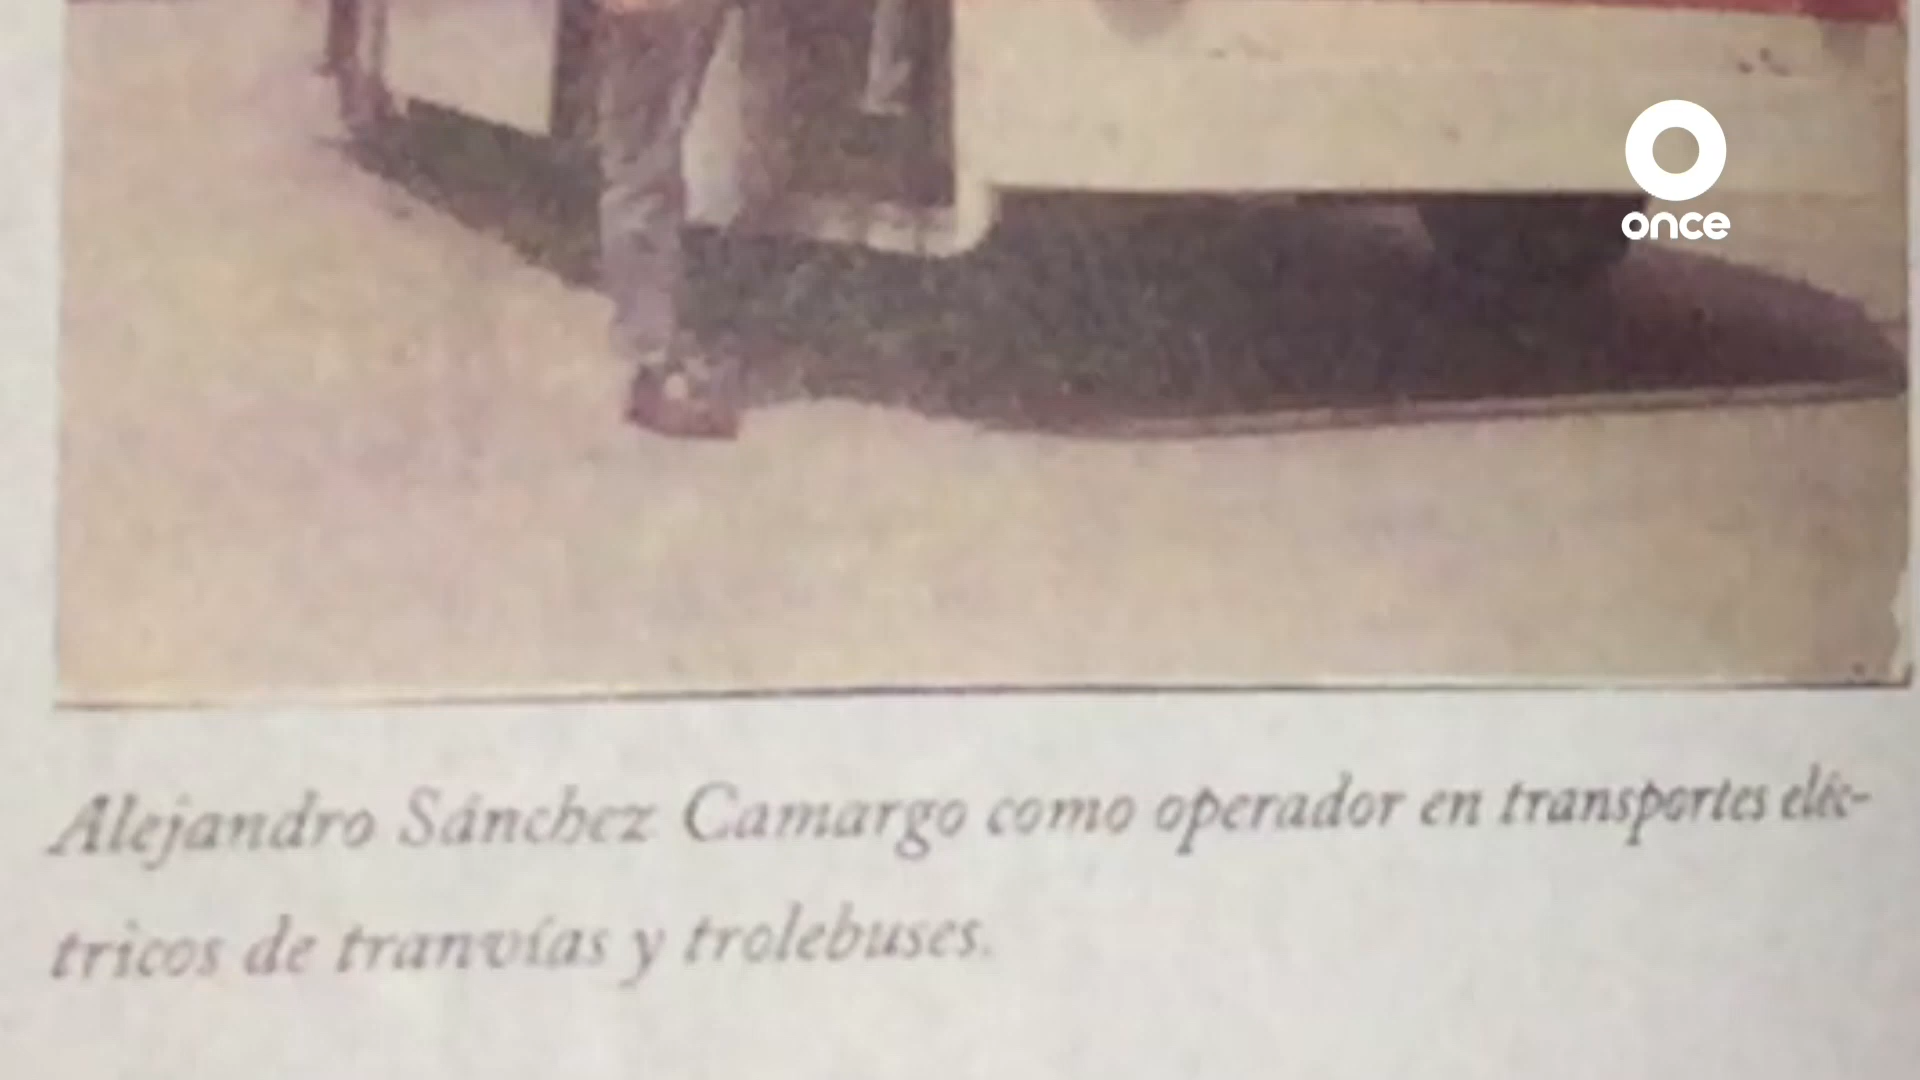 once
Alejandro Sánchez Camargo como operador en transportes eléc-
tricos de tranvías y trolebuses.